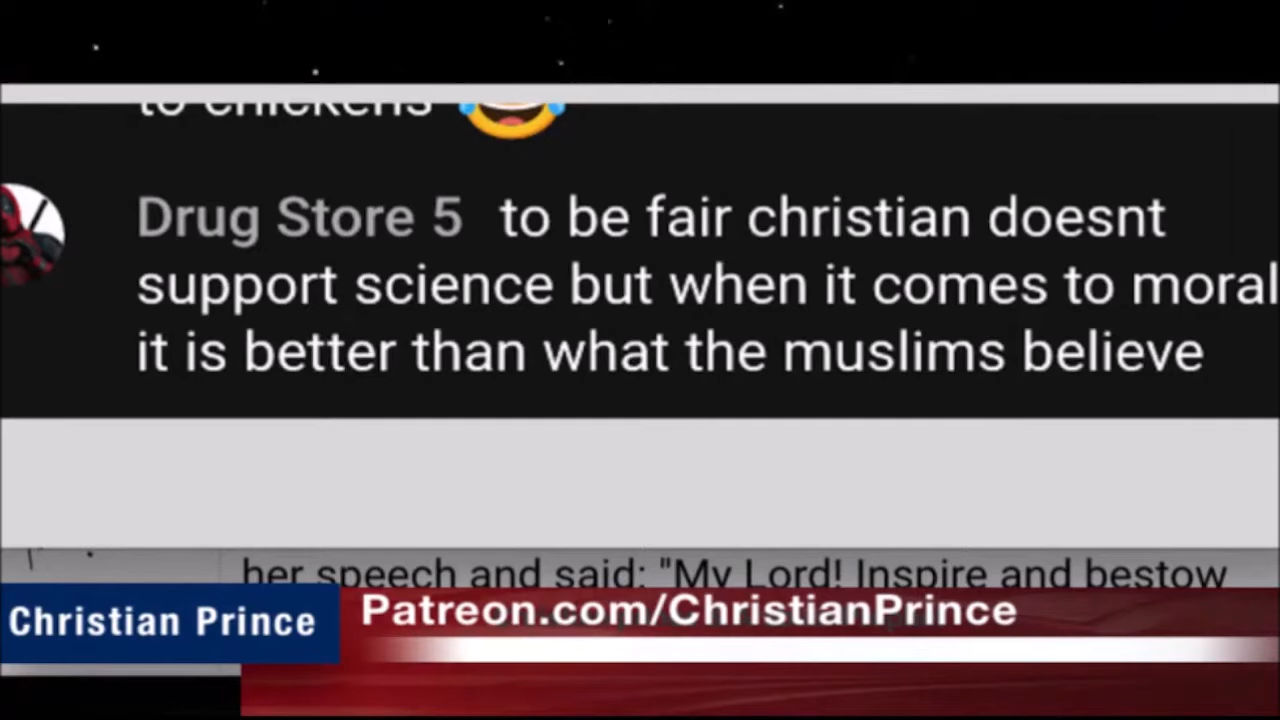 to chickens
Drug Store 5 to be fair christian doesnt
support science but when it comes to moral
it is better than what the muslims believe
her speech and said: "My Lord! Inspire and bestow
Christian Prince
Patreon.com/ChristianPrince